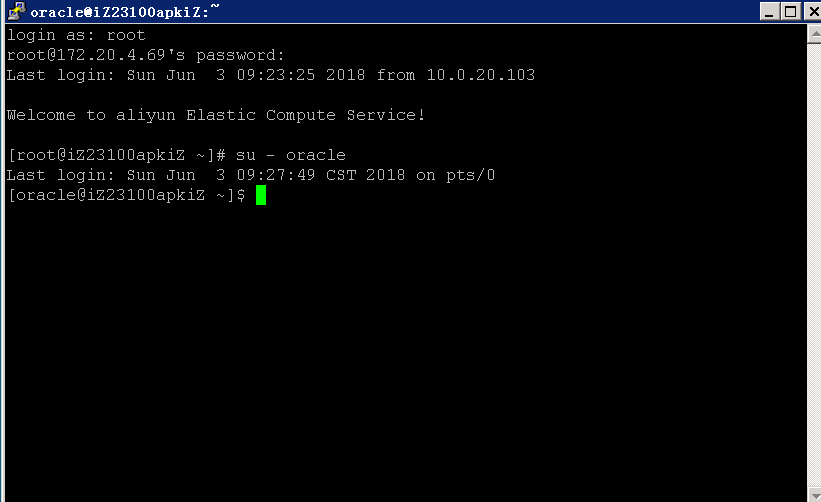 oracle@iZ23100apkiZ:~
login as: root
root@172.20.4.69's password:
Last login: Sun Jun  3 09:23:25 2018 from 10.0.20.103
Welcome to aliyun Elastic Compute Service!
[root@iZ23100apkiZ ~]# su - oracle
Last login: Sun Jun  3 09:27:49 CST 2018 on pts/0
[oracle@iZ23100apkiZ ~]$